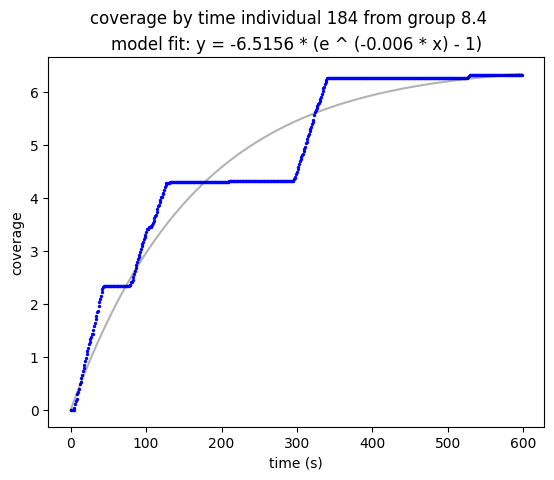 coverage by time individual 184 from group 8.4
model fit: y = -6.5156 * (e ^ (-0.006 * x) - 1)
6
5
4
3
2
1
0
coverage
0 100 200 300 400 500 600
time (s)